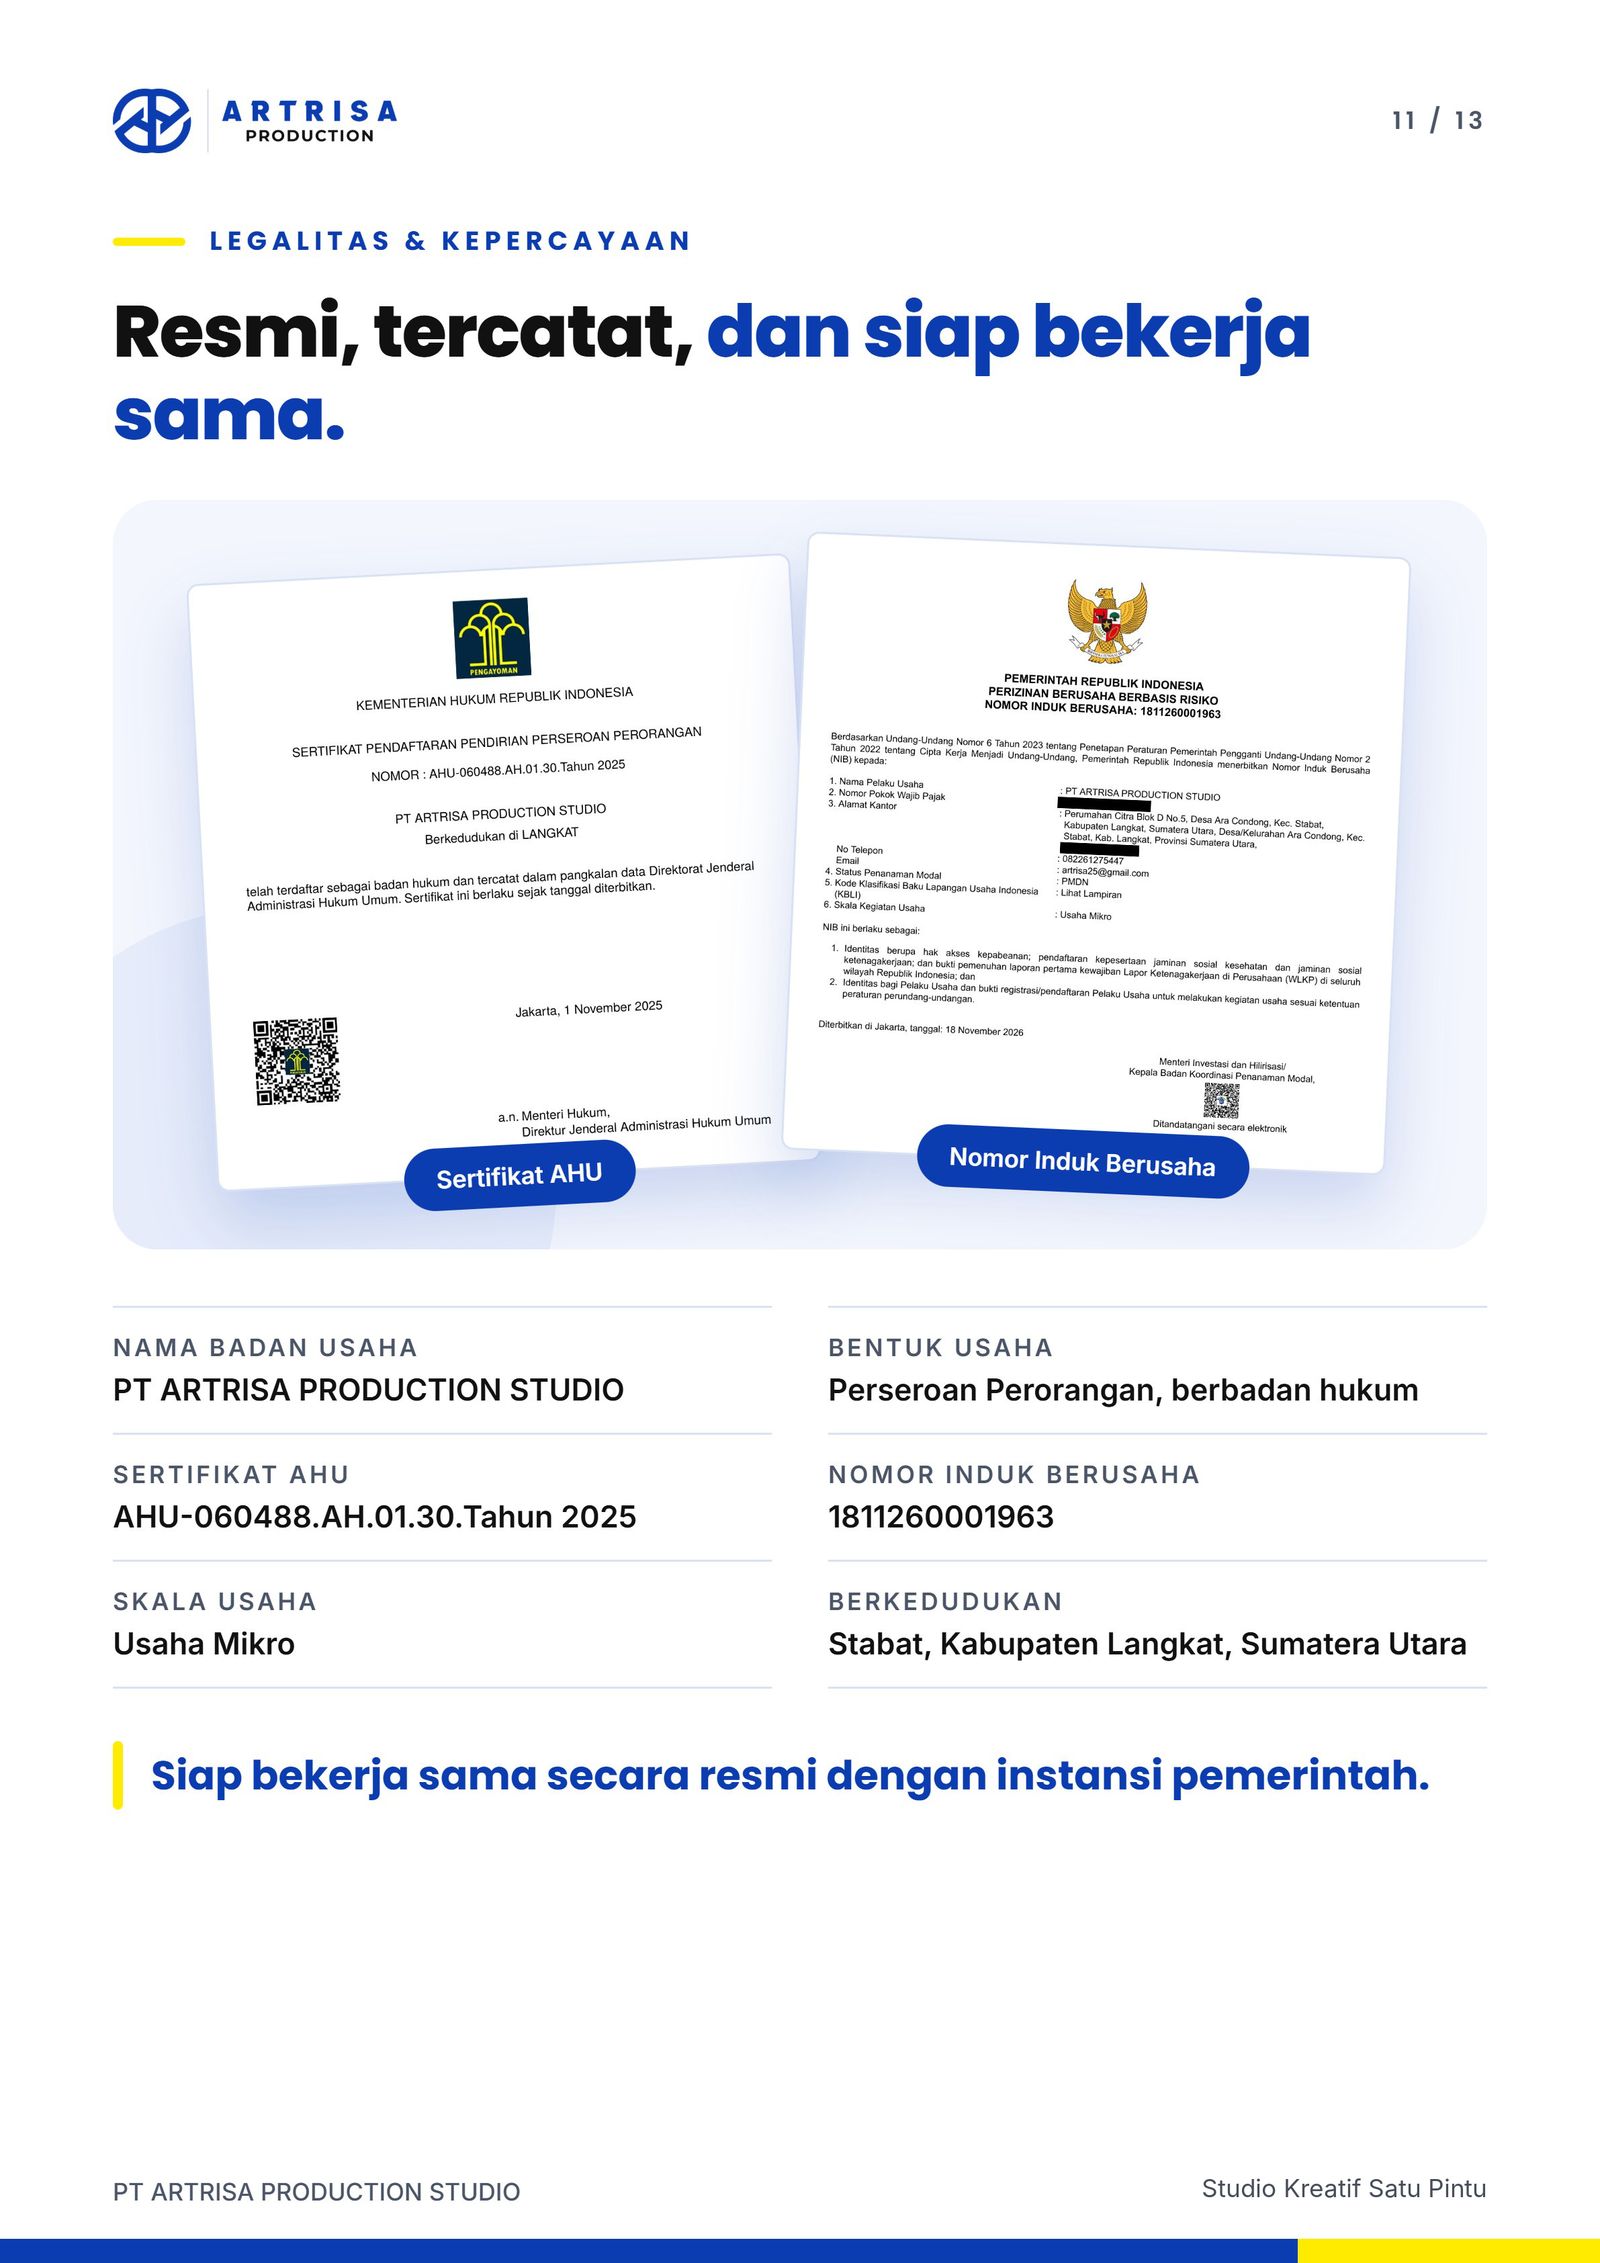 ARTRISA
PRODUCTION
11 / 13
LEGALITAS & KEPERCAYAAN
Resmi, tercatat, dan siap bekerja
sama.
PENGAYOMAN
KEMENTERIAN HUKUM REPUBLIK INDONESIA
SERTIFIKAT PENDAFTARAN PENDIRIAN PERSEROAN PERORANGAN
NOMOR : AHU-060488.AH.01.30.Tahun 2025
PT ARTRISA PRODUCTION STUDIO
Berkedudukan di LANGKAT
telah terdaftar sebagai badan hukum dan tercatat dalam pangkalan data Direktorat Jenderal
Administrasi Hukum Umum. Sertifikat ini berlaku sejak tanggal diterbitkan.
Jakarta, 1 November 2025
a.n. Menteri Hukum,
Direktur Jenderal Administrasi Hukum Umum
Sertifikat AHU
PEMERINTAH REPUBLIK INDONESIA
PERIZINAN BERUSAHA BERBASIS RISIKO
NOMOR INDUK BERUSAHA: 1811260001963
Berdasarkan Undang-Undang Nomor 6 Tahun 2023 tentang Penetapan Peraturan Pemerintah Pengganti Undang-Undang Nomor 2
Tahun 2022 tentang Cipta Kerja Menjadi Undang-Undang, Pemerintah Republik Indonesia menerbitkan Nomor Induk Berusaha
(NIB) kepada:
1. Nama Pelaku Usaha : PT ARTRISA PRODUCTION STUDIO
2. Nomor Pokok Wajib Pajak
3. Alamat Kantor : Perumahan Citra Blok D No.5, Desa Ara Condong, Kec. Stabat,
Kabupaten Langkat, Sumatera Utara, Desa/Kelurahan Ara Condong, Kec.
Stabat, Kab. Langkat, Provinsi Sumatera Utara,
No Telepon : 082261275447
Email : artrisa25@gmail.com
4. Status Penanaman Modal : PMDN
5. Kode Klasifikasi Baku Lapangan Usaha Indonesia : Lihat Lampiran
(KBLI)
6. Skala Kegiatan Usaha : Usaha Mikro
NIB ini berlaku sebagai:
1. Identitas berupa hak akses kepabeanan; pendaftaran kepesertaan jaminan sosial kesehatan dan jaminan sosial
ketenagakerjaan; dan bukti pemenuhan laporan pertama kewajiban Lapor Ketenagakerjaan di Perusahaan (WLKP) di seluruh
wilayah Republik Indonesia; dan
2. Identitas bagi Pelaku Usaha dan bukti registrasi/pendaftaran Pelaku Usaha untuk melakukan kegiatan usaha sesuai ketentuan
peraturan perundang-undangan.
Diterbitkan di Jakarta, tanggal: 18 November 2026
Menteri Investasi dan Hilirisasi/
Kepala Badan Koordinasi Penanaman Modal,
Ditandatangani secara elektronik
Nomor Induk Berusaha
NAMA BADAN USAHA
PT ARTRISA PRODUCTION STUDIO
BENTUK USAHA
Perseroan Perorangan, berbadan hukum
SERTIFIKAT AHU
AHU-060488.AH.01.30.Tahun 2025
NOMOR INDUK BERUSAHA
1811260001963
SKALA USAHA
Usaha Mikro
BERKEDUDUKAN
Stabat, Kabupaten Langkat, Sumatera Utara
Siap bekerja sama secara resmi dengan instansi pemerintah.
PT ARTRISA PRODUCTION STUDIO
Studio Kreatif Satu Pintu